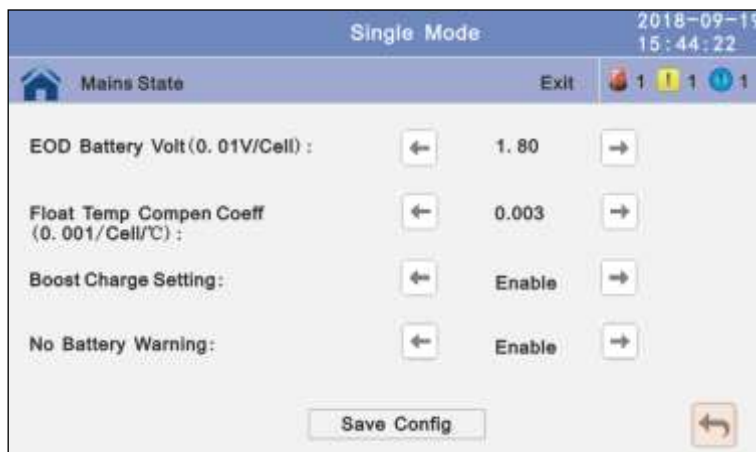 Single Mode
2018-09-19
15:44:22
Mains State
Exit
1
1
1
EOD Battery Volt(0.01V/Cell):
1.80
Float Temp Compen Coeff
(0.001/Cell/℃):
0.003
Boost Charge Setting:
Enable
No Battery Warning:
Enable
Save Config